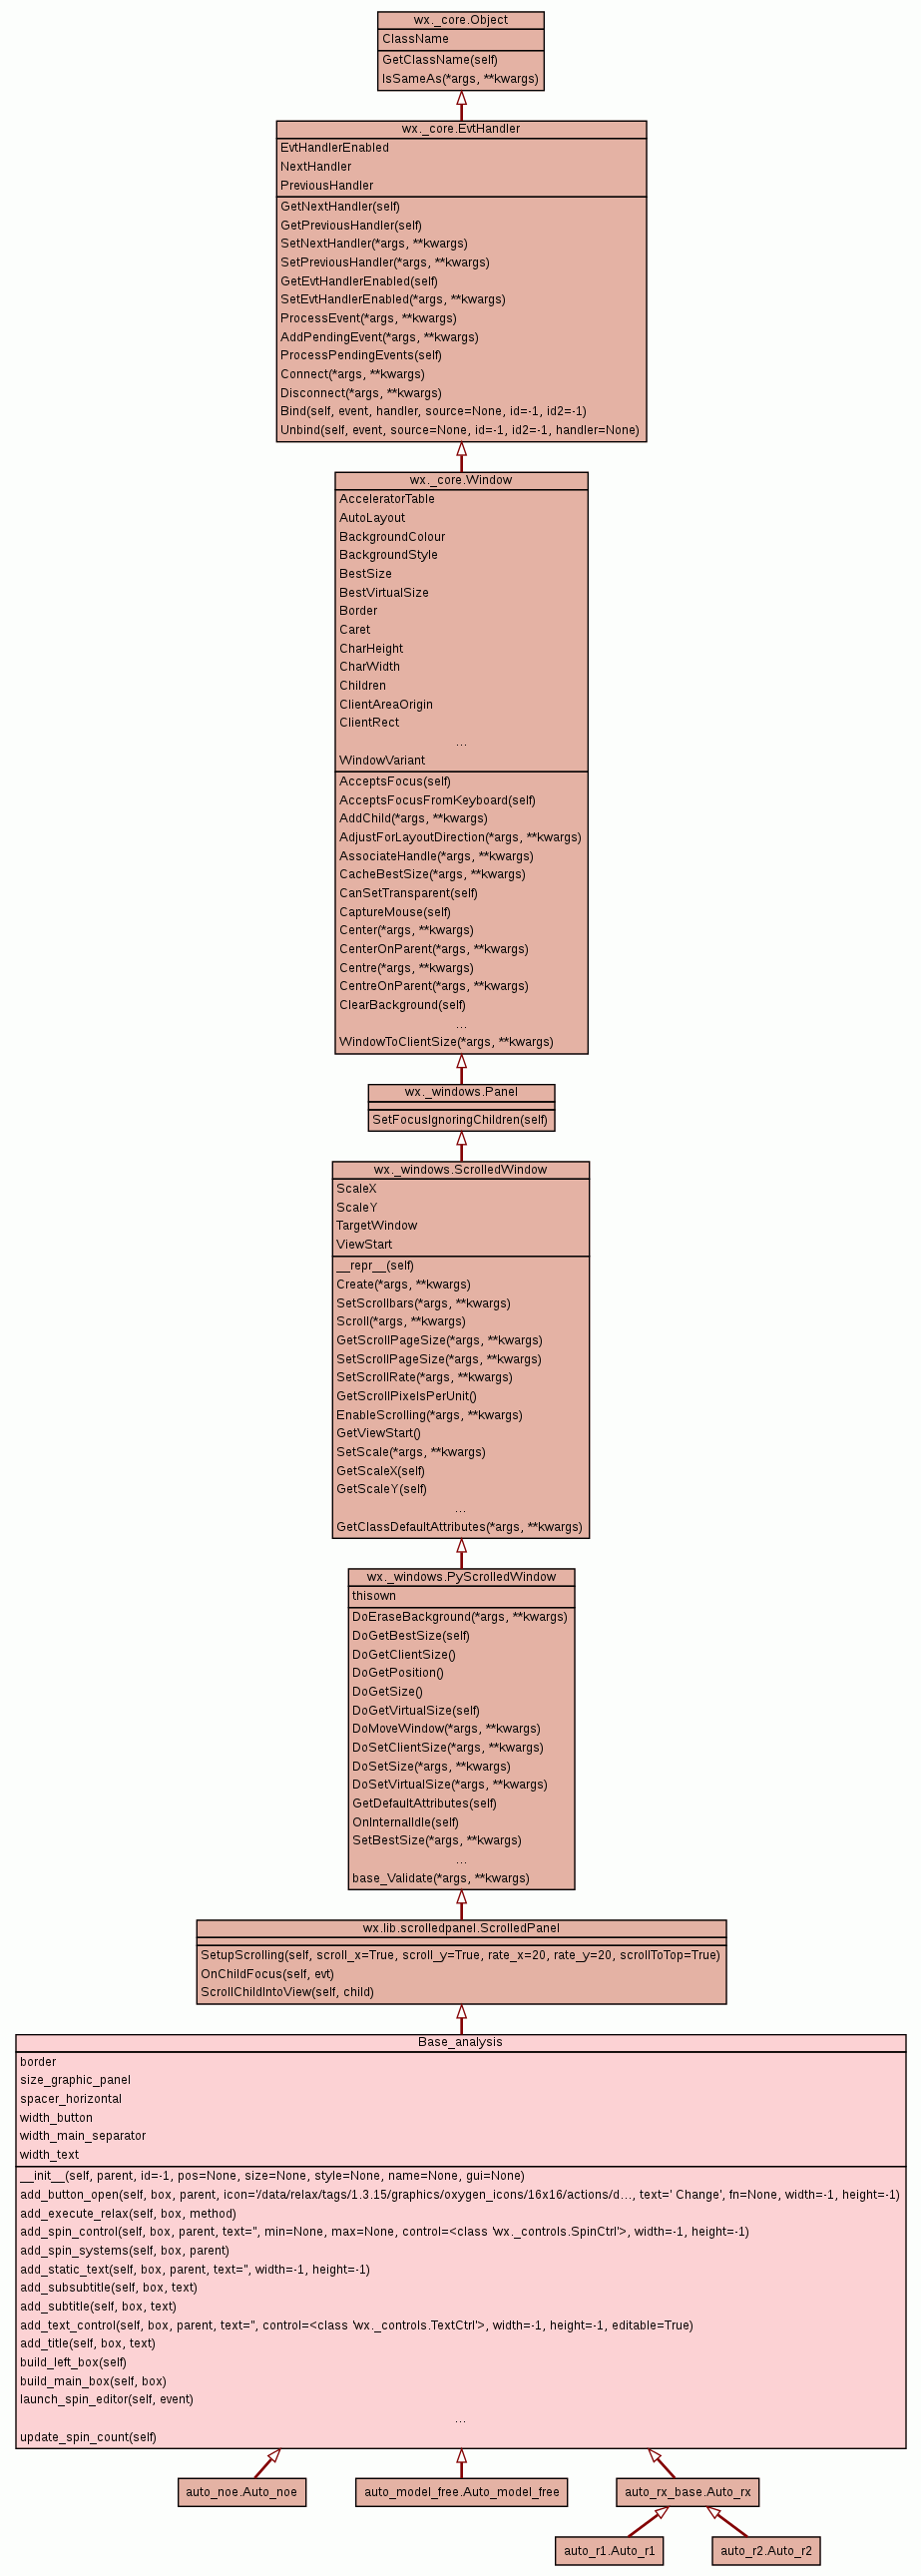 wx._core.Object
ClassName
GetClassName(self)
IsSameAs(*args, **kwargs)
wx._core.EvtHandler
EvtHandlerEnabled
NextHandler
PreviousHandler
GetNextHandler(self)
GetPreviousHandler(self)
SetNextHandler(*args, **kwargs)
SetPreviousHandler(*args, **kwargs)
GetEvtHandlerEnabled(self)
SetEvtHandlerEnabled(*args, **kwargs)
ProcessEvent(*args, **kwargs)
AddPendingEvent(*args, **kwargs)
ProcessPendingEvents(self)
Connect(*args, **kwargs)
Disconnect(*args, **kwargs)
Bind(self, event, handler, source=None, id=-1, id2=-1)
Unbind(self, event, source=None, id=-1, id2=-1, handler=None)
wx._core.Window
AcceleratorTable
AutoLayout
BackgroundColour
BackgroundStyle
BestSize
BestVirtualSize
Border
Caret
CharHeight
CharWidth
Children
ClientAreaOrigin
ClientRect
...
WindowVariant
AcceptsFocus(self)
AcceptsFocusFromKeyboard(self)
AddChild(*args, **kwargs)
AdjustForLayoutDirection(*args, **kwargs)
AssociateHandle(*args, **kwargs)
CacheBestSize(*args, **kwargs)
CanSetTransparent(self)
CaptureMouse(self)
Center(*args, **kwargs)
CenterOnParent(*args, **kwargs)
Centre(*args, **kwargs)
CentreOnParent(*args, **kwargs)
ClearBackground(self)
...
WindowToClientSize(*args, **kwargs)
wx._windows.Panel
SetFocusIgnoringChildren(self)
wx._windows.ScrolledWindow
ScaleX
ScaleY
TargetWindow
ViewStart
__repr__(self)
Create(*args, **kwargs)
SetScrollbars(*args, **kwargs)
Scroll(*args, **kwargs)
GetScrollPageSize(*args, **kwargs)
SetScrollPageSize(*args, **kwargs)
SetScrollRate(*args, **kwargs)
GetScrollPixelsPerUnit()
EnableScrolling(*args, **kwargs)
GetViewStart()
SetScale(*args, **kwargs)
GetScaleX(self)
GetScaleY(self)
...
GetClassDefaultAttributes(*args, **kwargs)
wx._windows.PyScrolledWindow
thisown
DoEraseBackground(*args, **kwargs)
DoGetBestSize(self)
DoGetClientSize()
DoGetPosition()
DoGetSize()
DoGetVirtualSize(self)
DoMoveWindow(*args, **kwargs)
DoSetClientSize(*args, **kwargs)
DoSetSize(*args, **kwargs)
DoSetVirtualSize(*args, **kwargs)
GetDefaultAttributes(self)
OnInternalIdle(self)
SetBestSize(*args, **kwargs)
...
base_Validate(*args, **kwargs)
wx.lib.scrolledpanel.ScrolledPanel
SetupScrolling(self, scroll_x=True, scroll_y=True, rate_x=20, rate_y=20, scrollToTop=True)
OnChildFocus(self, evt)
ScrollChildIntoView(self, child)
Base_analysis
border
size_graphic_panel
spacer_horizontal
width_button
width_main_separator
width_text
__init__(self, parent, id=-1, pos=None, size=None, style=None, name=None, gui=None)
add_button_open(self, box, parent, icon='/data/relax/tags/1.3.15/graphics/oxygen_icons/16x16/actions/d..., text=' Change', fn=None, width=-1, height=-1)
add_execute_relax(self, box, method)
add_spin_control(self, box, parent, text='', min=None, max=None, control=<class 'wx._controls.SpinCtrl'>, width=-1, height=-1)
add_spin_systems(self, box, parent)
add_static_text(self, box, parent, text='', width=-1, height=-1)
add_subsubtitle(self, box, text)
add_subtitle(self, box, text)
add_text_control(self, box, parent, text='', control=<class 'wx._controls.TextCtrl'>, width=-1, height=-1, editable=True)
add_title(self, box, text)
build_left_box(self)
build_main_box(self, box)
launch_spin_editor(self, event)
...
update_spin_count(self)
auto_noe.Auto_noe
auto_model_free.Auto_model_free
auto_rx_base.Auto_rx
auto_r1.Auto_r1
auto_r2.Auto_r2